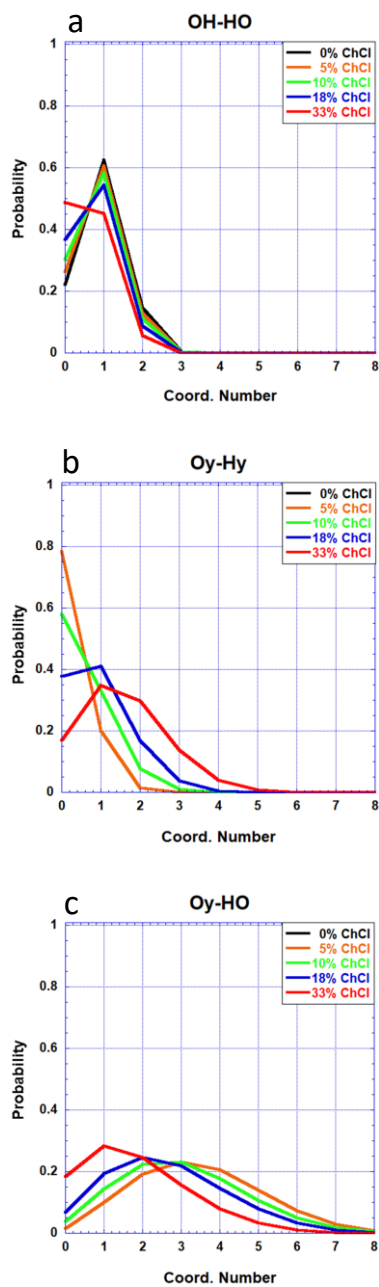 a
OH-HO
1
0.8
0.6
0.4
0.2
0
Probability
0% ChCl
5% ChCl
10% ChCl
18% ChCl
33% ChCl
0 1 2 3 4 5 6 7 8
Coord. Number
b
Oy-Hy
1
0.8
0.6
0.4
0.2
0
Probability
0% ChCl
5% ChCl
10% ChCl
18% ChCl
33% ChCl
0 1 2 3 4 5 6 7 8
Coord. Number
c
Oy-HO
1
0.8
0.6
0.4
0.2
0
Probability
0% ChCl
5% ChCl
10% ChCl
18% ChCl
33% ChCl
0 1 2 3 4 5 6 7 8
Coord. Number